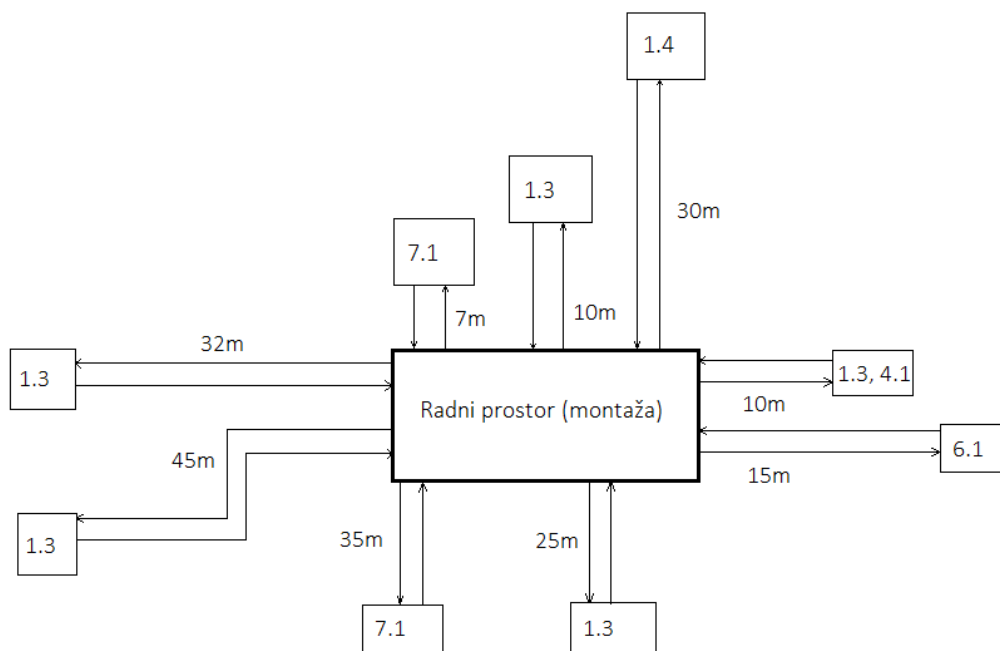 1.4
1.3
30m
7.1
10m
7m
32m
1.3
1.3, 4.1
Radni prostor (montaža)
10m
6.1
45m
15m
35m
25m
1.3
7.1
1.3